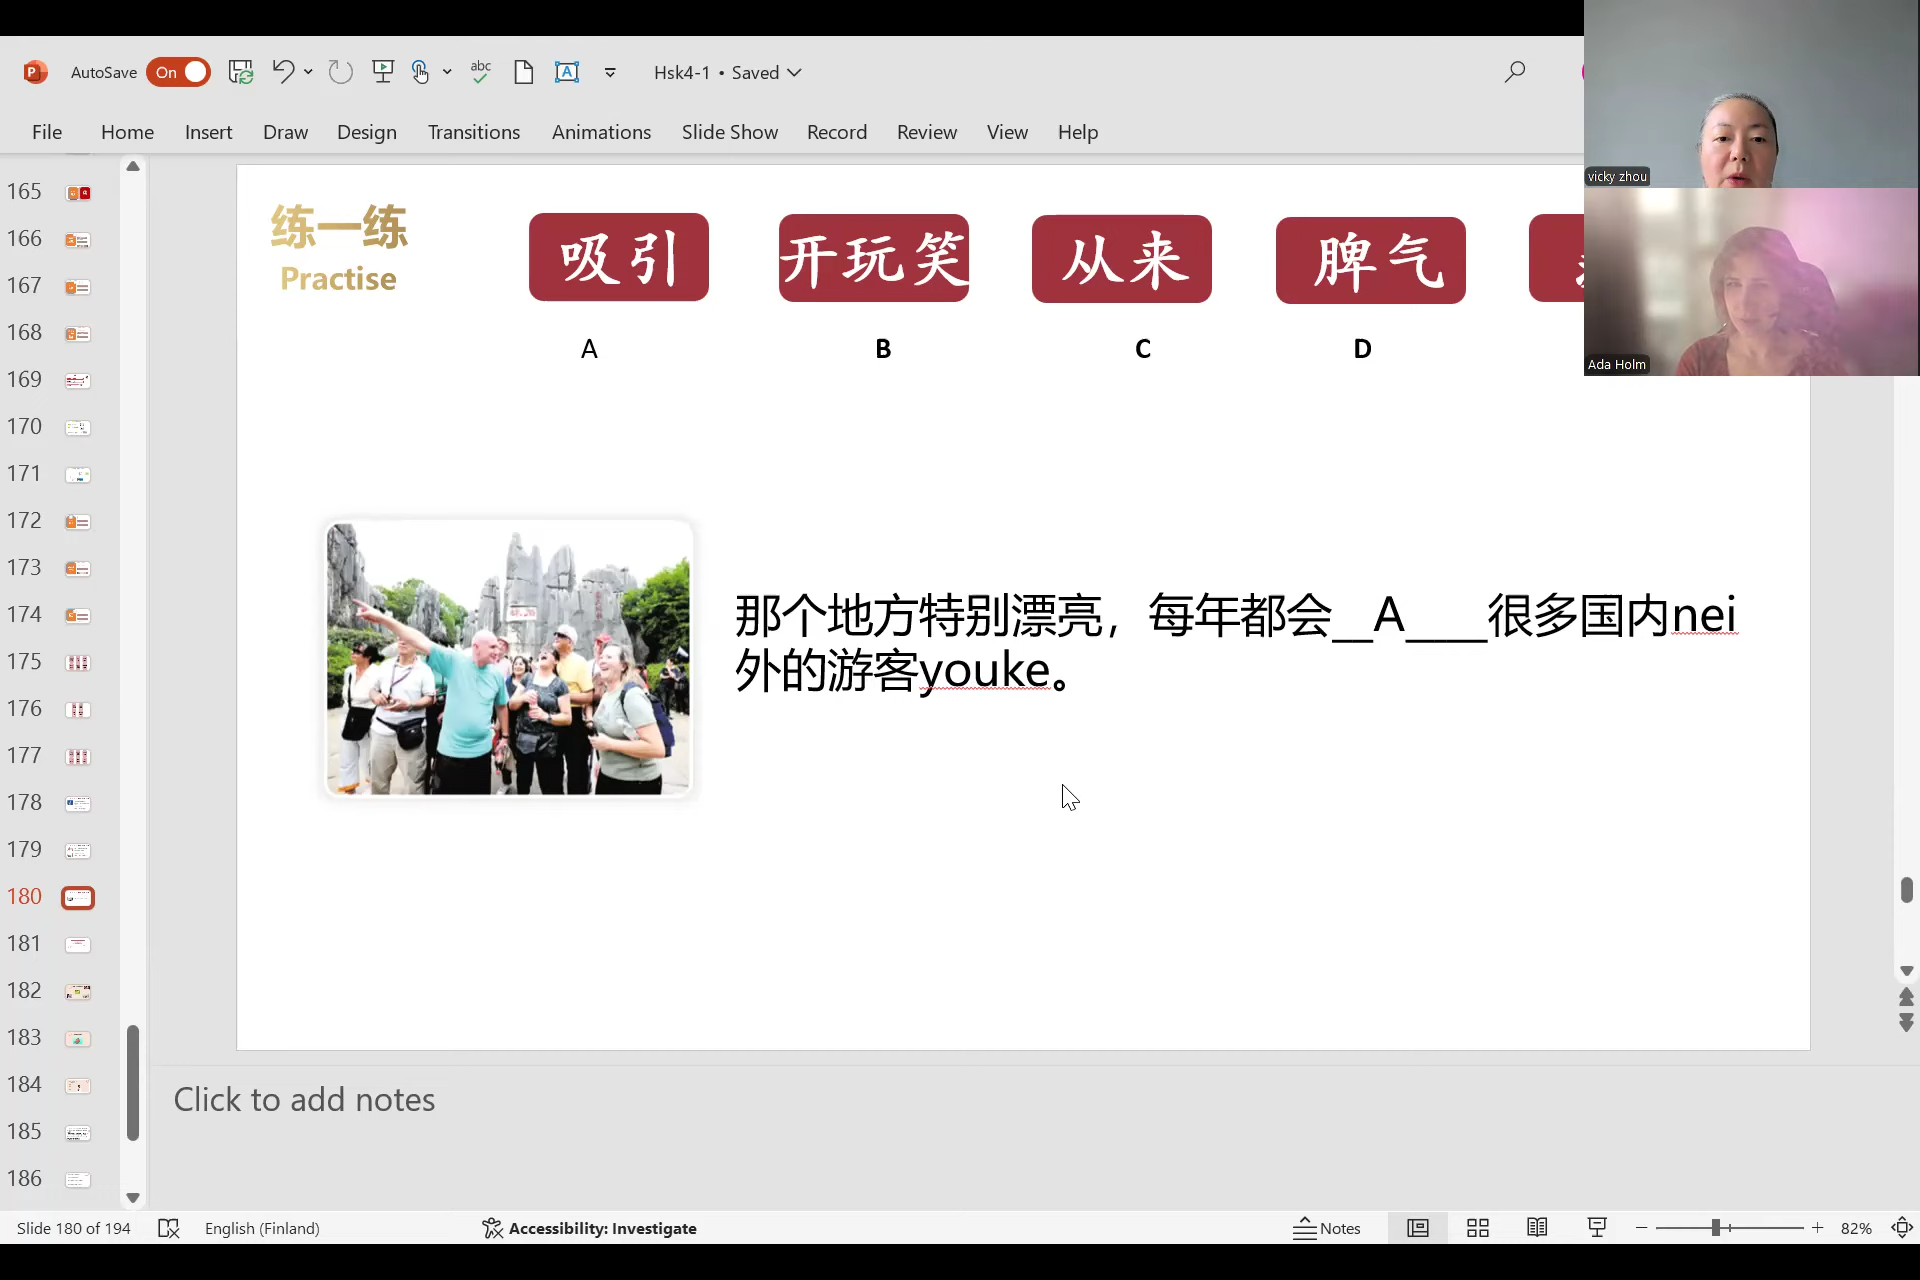 AutoSave On abc A Hsk4-1 • Saved
File Home Insert Draw Design Transitions Animations Slide Show Record Review View Help
vicky zhou
Ada Holm
165
166
167
168
169
170
171
172
173
174
175
176
177
178
179
180
181
182
183
184
185
186
练一练
Practise
吸引 开玩笑 从来 脾气
A B C D
那个地方特别漂亮，每年都会__A____很多国内nei
外的游客youke。
Click to add notes
Slide 180 of 194 English (Finland) Accessibility: Investigate Notes 82%